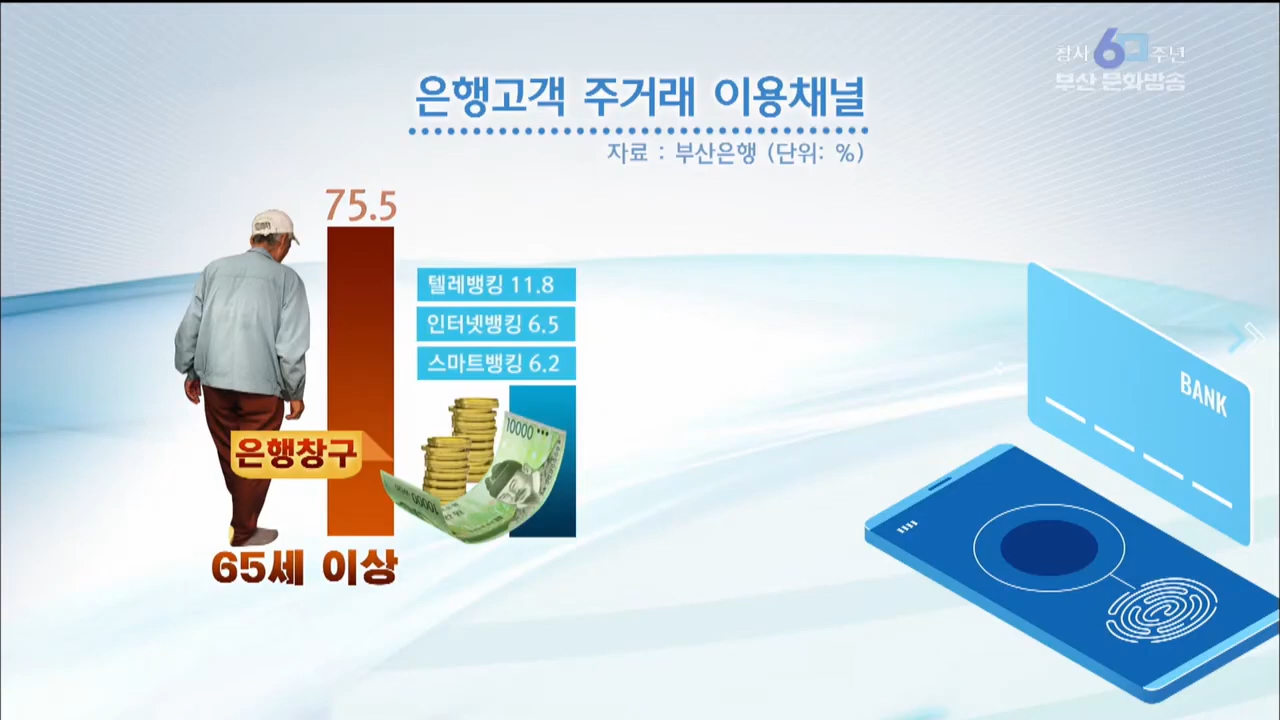 창사 60 주년
부산 문화방송
은행고객 주거래 이용채널
자료 : 부산은행 (단위: %)
75.5
텔레뱅킹 11.8
인터넷뱅킹 6.5
스마트뱅킹 6.2
은행창구
65세 이상
10000
10000
BANK